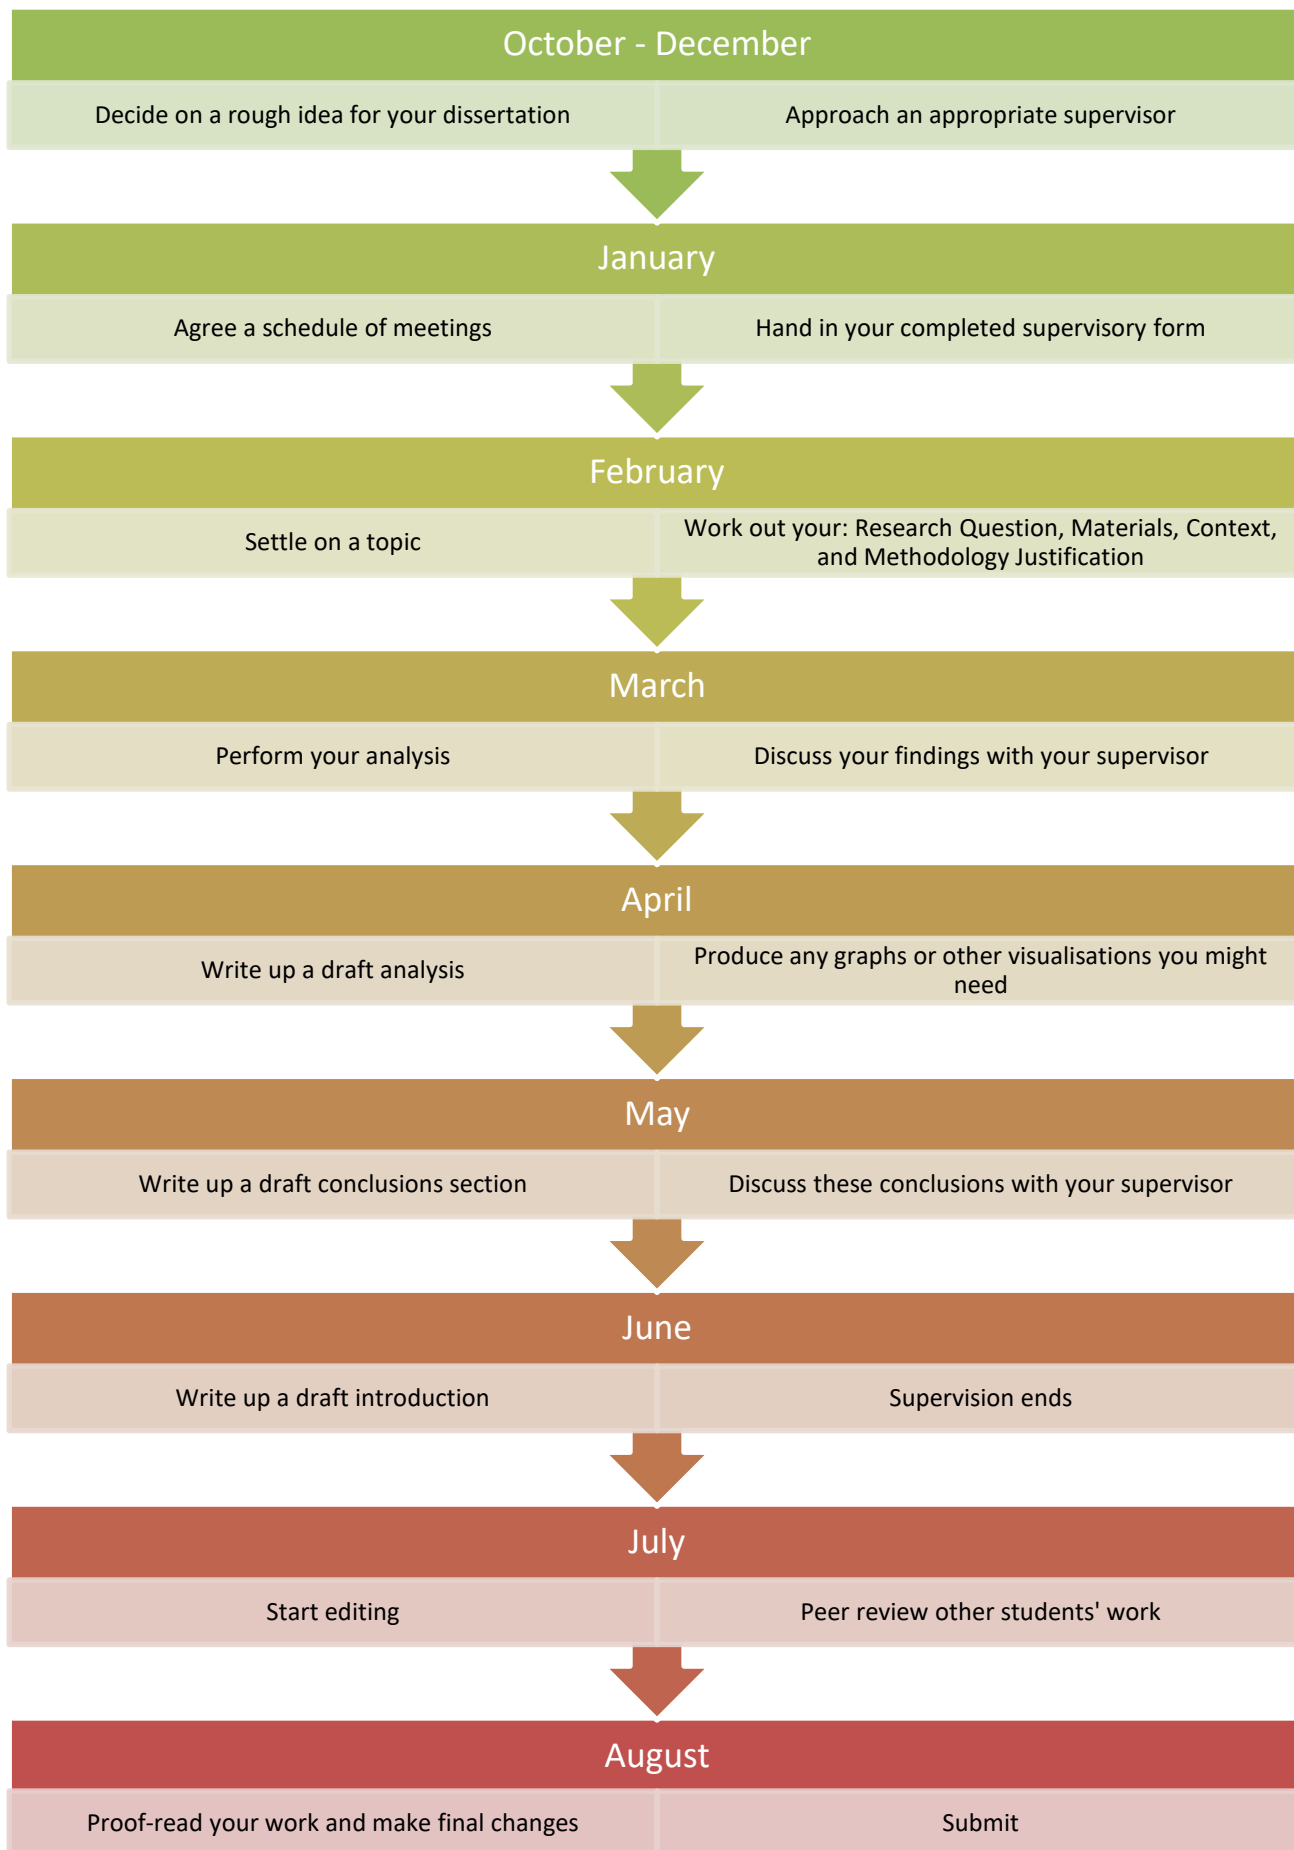 October - December
Decide on a rough idea for your dissertation
Approach an appropriate supervisor
January
Agree a schedule of meetings
Hand in your completed supervisory form
February
Settle on a topic
Work out your: Research Question, Materials, Context,
and Methodology Justification
March
Perform your analysis
Discuss your findings with your supervisor
April
Write up a draft analysis
Produce any graphs or other visualisations you might
need
May
Write up a draft conclusions section
Discuss these conclusions with your supervisor
June
Write up a draft introduction
Supervision ends
July
Start editing
Peer review other students' work
August
Proof-read your work and make final changes
Submit